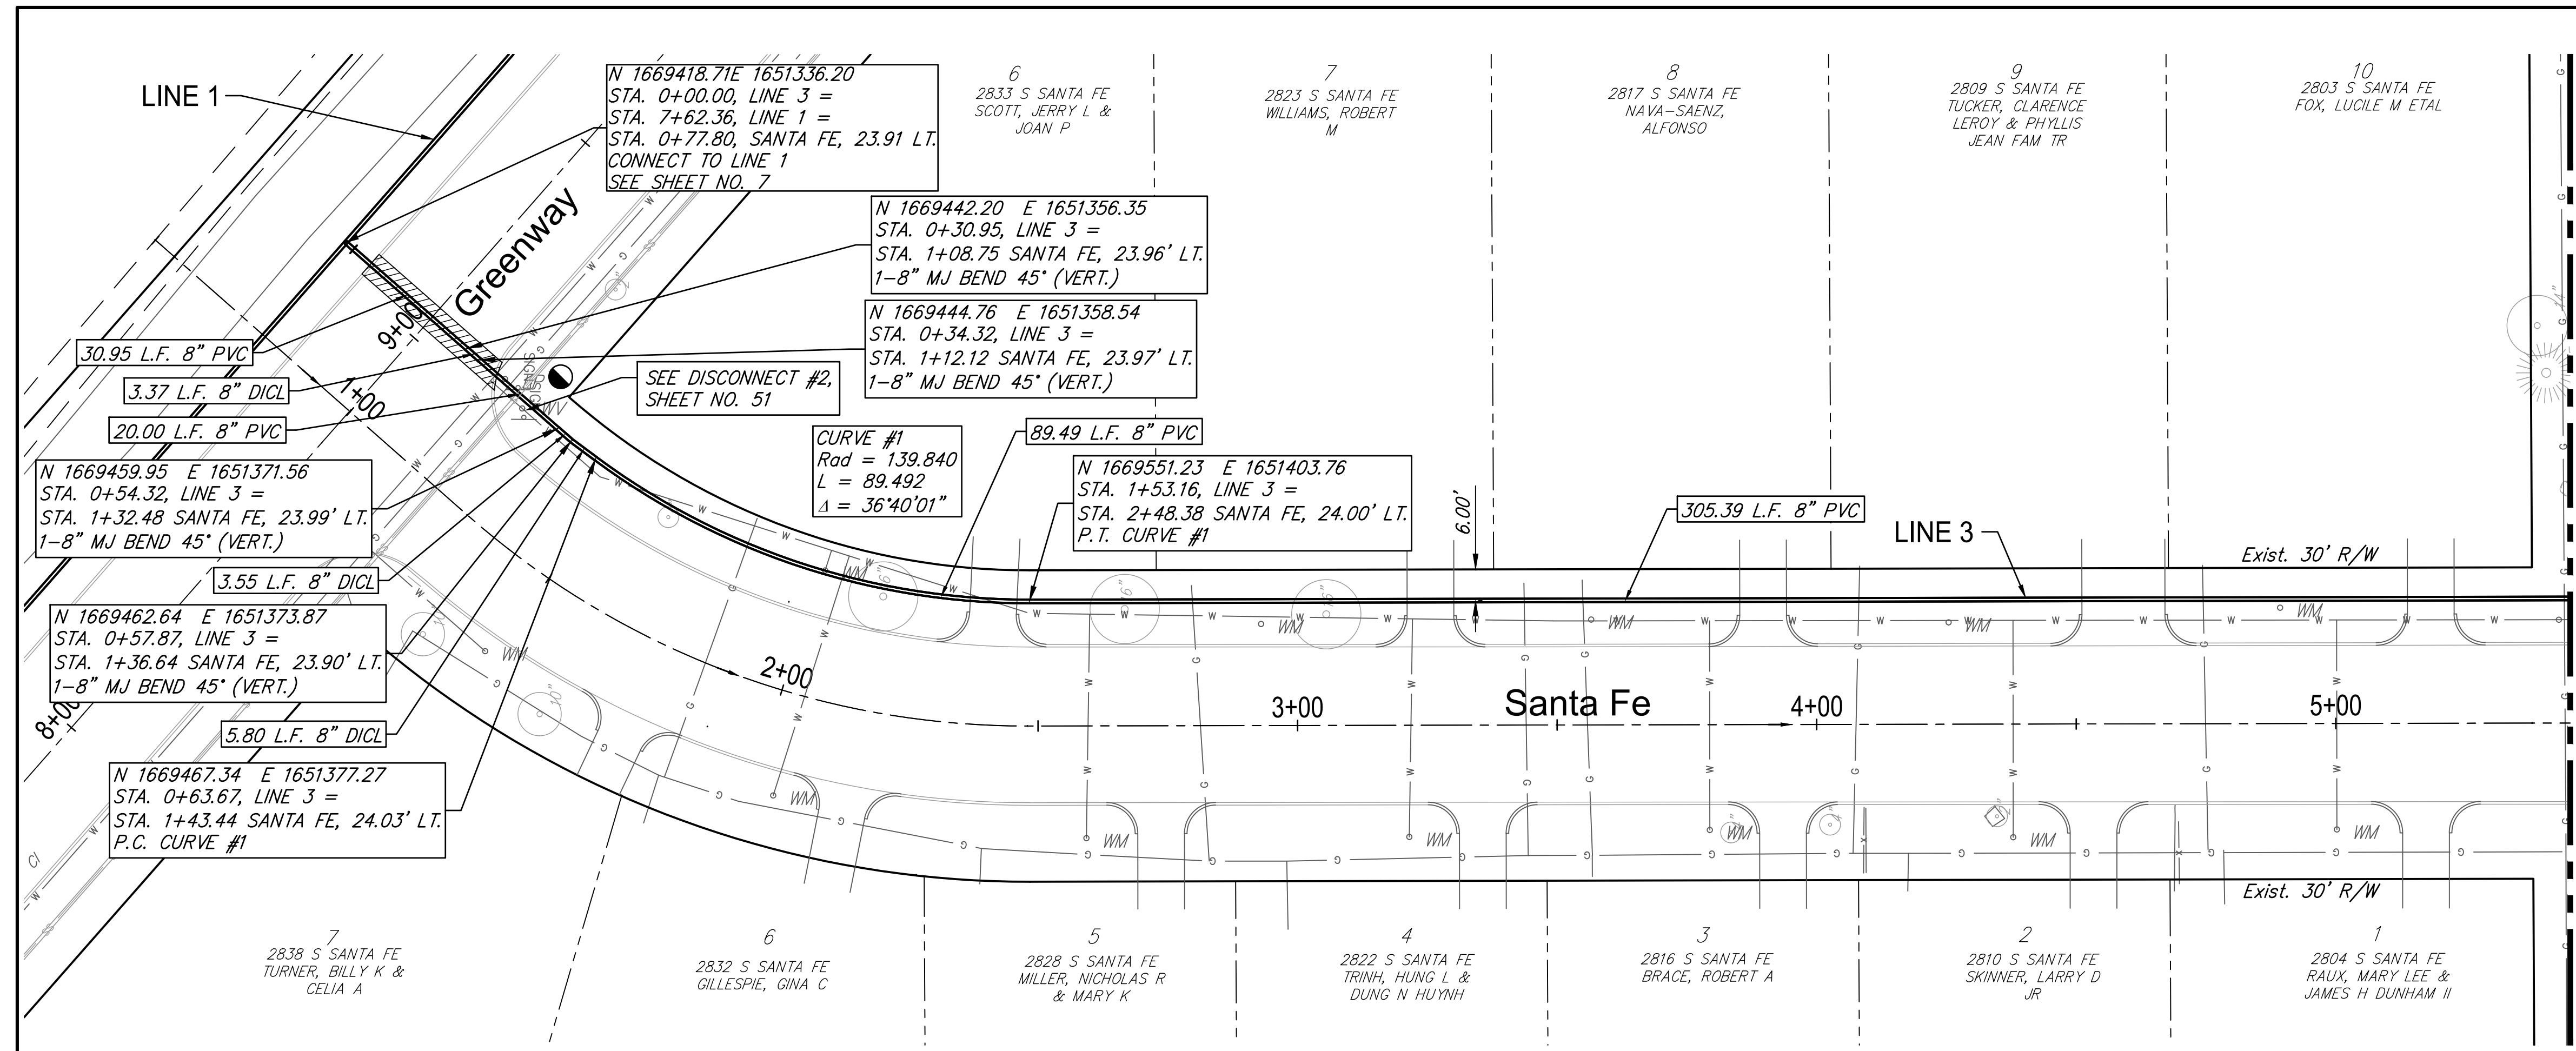 LINE 1
N 1669418.71E 1651336.20
STA. 0+00.00, LINE 3 =
STA. 7+62.36, LINE 1 =
STA. 0+77.80, SANTA FE, 23.91 LT.
CONNECT TO LINE 1
SEE SHEET NO. 7
6
2833 S SANTA FE
SCOTT, JERRY L &
JOAN P
7
2823 S SANTA FE
WILLIAMS, ROBERT
M
8
2817 S SANTA FE
NAVA-SAENZ,
ALFONSO
9
2809 S SANTA FE
TUCKER, CLARENCE
LEROY & PHYLLIS
JEAN FAM TR
10
2803 S SANTA FE
FOX, LUCILE M ETAL
Greenway
N 1669442.20 E 1651356.35
STA. 0+30.95, LINE 3 =
STA. 1+08.75 SANTA FE, 23.96' LT.
1-8" MJ BEND 45° (VERT.)
N 1669444.76 E 1651358.54
STA. 0+34.32, LINE 3 =
STA. 1+12.12 SANTA FE, 23.97' LT.
1-8" MJ BEND 45° (VERT.)
9+00
30.95 L.F. 8" PVC
3.37 L.F. 8" DICL
20.00 L.F. 8" PVC
1+00
SEE DISCONNECT #2,
SHEET NO. 51
WV
CURVE #1
Rad = 139.840
L = 89.492
Δ = 36°40'01"
89.49 L.F. 8" PVC
N 1669551.23 E 1651403.76
STA. 1+53.16, LINE 3 =
STA. 2+48.38 SANTA FE, 24.00' LT.
P.T. CURVE #1
6.00'
305.39 L.F. 8" PVC
LINE 3
Exist. 30' R/W
N 1669459.95 E 1651371.56
STA. 0+54.32, LINE 3 =
STA. 1+32.48 SANTA FE, 23.99' LT.
1-8" MJ BEND 45° (VERT.)
3.55 L.F. 8" DICL
N 1669462.64 E 1651373.87
STA. 0+57.87, LINE 3 =
STA. 1+36.64 SANTA FE, 23.90' LT.
1-8" MJ BEND 45° (VERT.)
5.80 L.F. 8" DICL
N 1669467.34 E 1651377.27
STA. 0+63.67, LINE 3 =
STA. 1+43.44 SANTA FE, 24.03' LT.
P.C. CURVE #1
8+00
2+00
3+00
Santa Fe
4+00
5+00
WM
WM
WM
WM
WM
WM
WM
WM
WM
WM
WM
WM
10"
16"
CI
Exist. 30' R/W
7
2838 S SANTA FE
TURNER, BILLY K &
CELIA A
6
2832 S SANTA FE
GILLESPIE, GINA C
5
2828 S SANTA FE
MILLER, NICHOLAS R
& MARY K
4
2822 S SANTA FE
TRINH, HUNG L &
DUNG N HUYNH
3
2816 S SANTA FE
BRACE, ROBERT A
2
2810 S SANTA FE
SKINNER, LARRY D
JR
1
2804 S SANTA FE
RAUX, MARY LEE &
JAMES H DUNHAM II